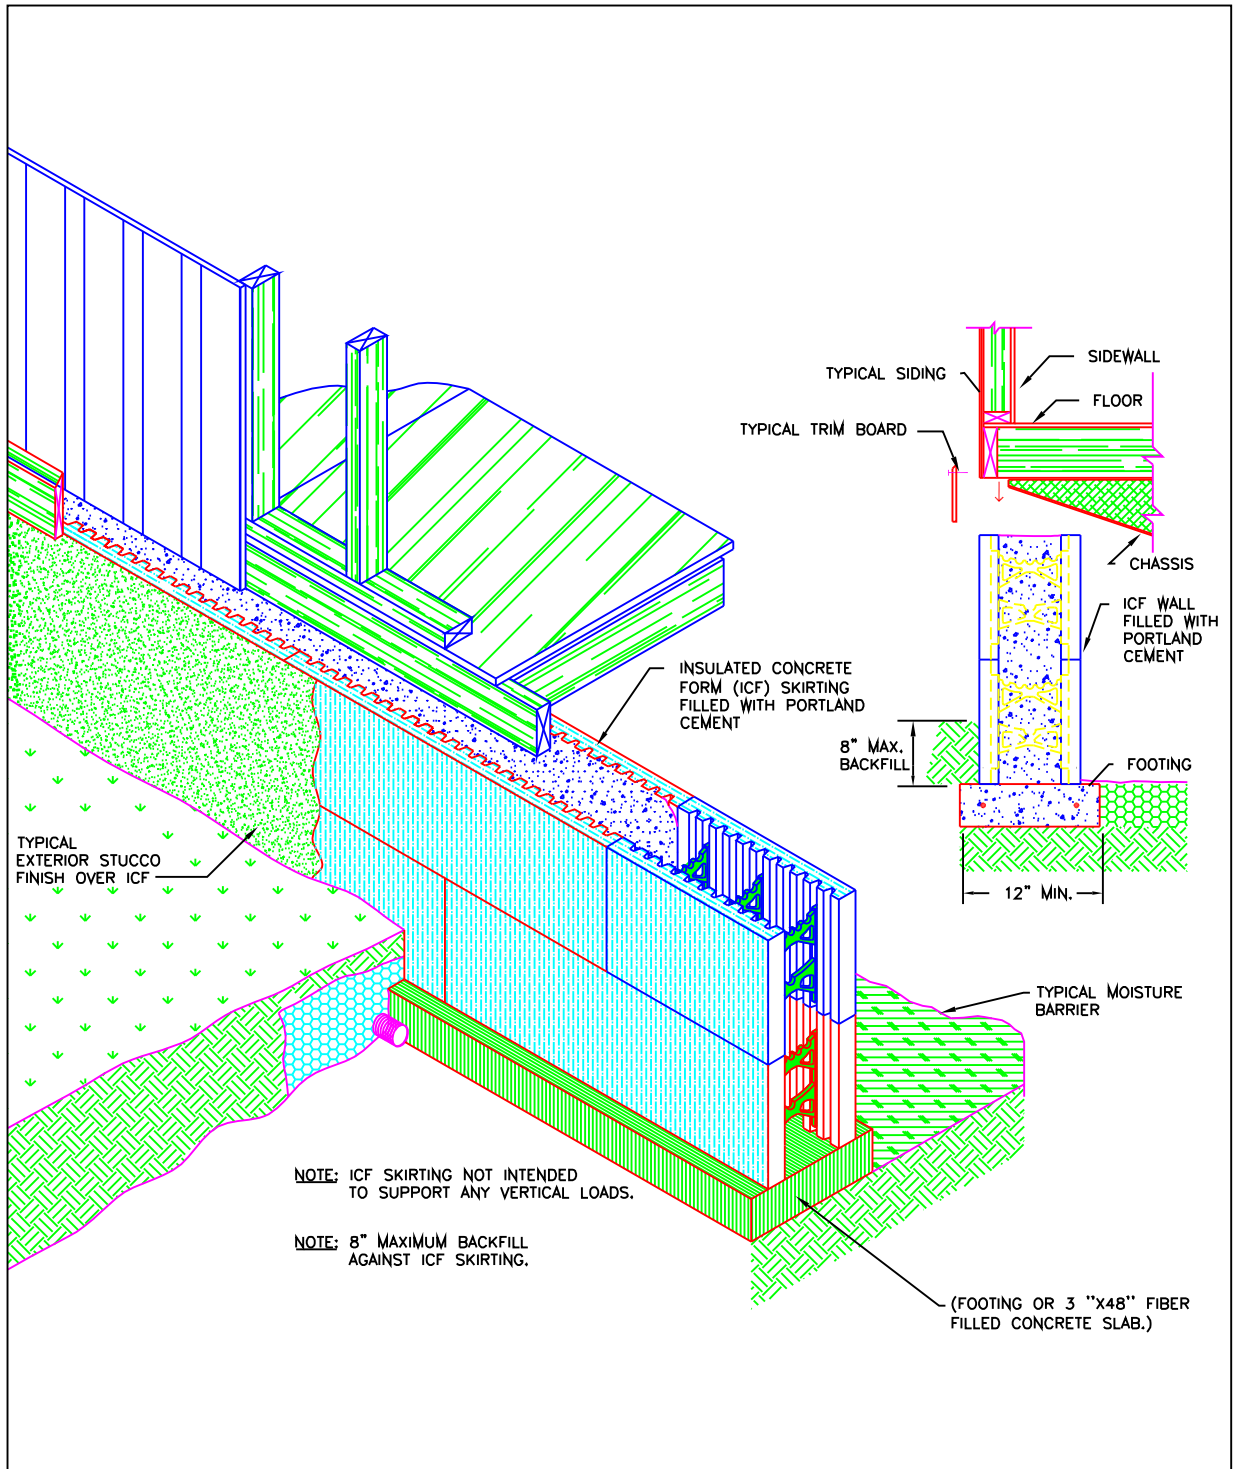 TYPICAL SIDING
SIDEWALL
FLOOR
TYPICAL TRIM BOARD
CHASSIS
ICF WALL
FILLED WITH
PORTLAND
CEMENT
INSULATED CONCRETE
FORM (ICF) SKIRTING
FILLED WITH PORTLAND
CEMENT
8" MAX.
BACKFILL
FOOTING
12" MIN.
TYPICAL
EXTERIOR STUCCO
FINISH OVER ICF
TYPICAL MOISTURE
BARRIER
NOTE: ICF SKIRTING NOT INTENDED
TO SUPPORT ANY VERTICAL LOADS.
NOTE: 8" MAXIMUM BACKFILL
AGAINST ICF SKIRTING.
(FOOTING OR 3 "X48" FIBER
FILLED CONCRETE SLAB.)